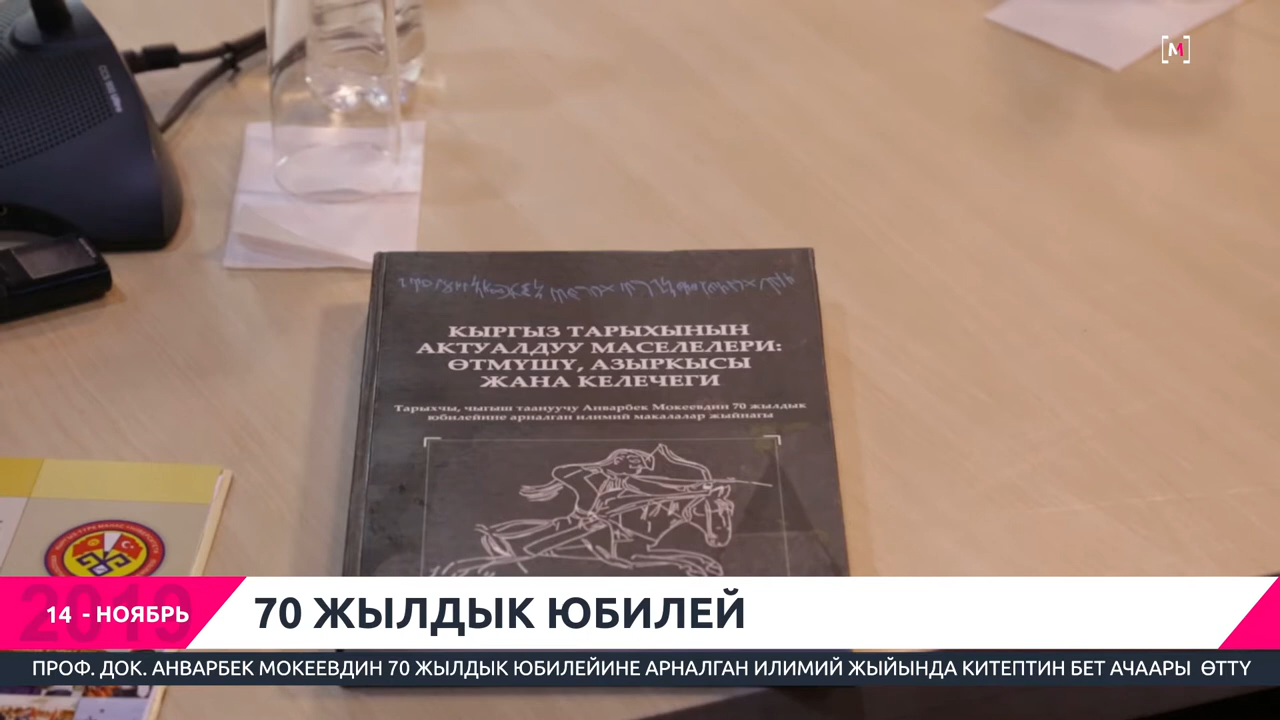 [M]
КЫРГЫЗ ТАРЫХЫНЫН
АКТУАЛДУУ МАСЕЛЕЛЕРИ:
ӨТМҮШҮ, АЗЫРКЫСЫ
ЖАНА КЕЛЕЧЕГИ
Тарыхчы, чыгыш таануучу Анварбек Мокеевдин 70 жылдык
юбилейине арналган илимий макалалар жыйнагы
2019
14 - НОЯБРЬ
70 ЖЫЛДЫК ЮБИЛЕЙ
ПРОФ. ДОК. АНВАРБЕК МОКЕЕВДИН 70 ЖЫЛДЫК ЮБИЛЕЙИНЕ АРНАЛГАН ИЛИМИЙ ЖЫЙЫНДА КИТЕПТИН БЕТ АЧААРЫ ӨТТҮ